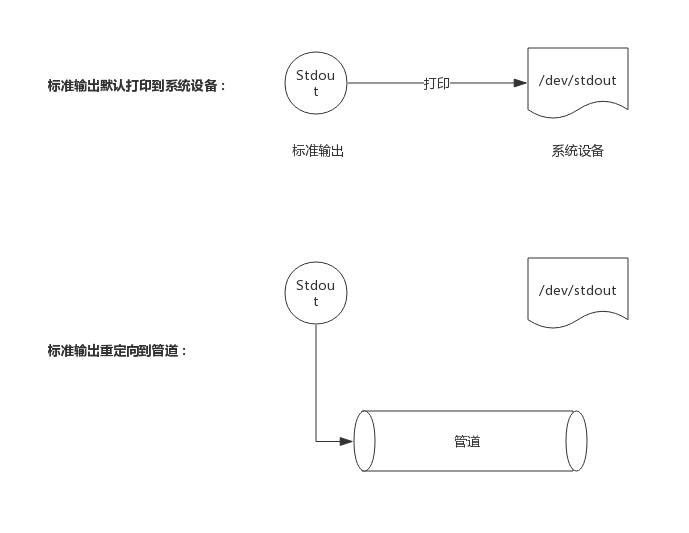 标准输出默认打印到系统设备：
Stdou
t
打印
/dev/stdout
标准输出
系统设备
Stdou
t
/dev/stdout
标准输出重定向到管道：
管道